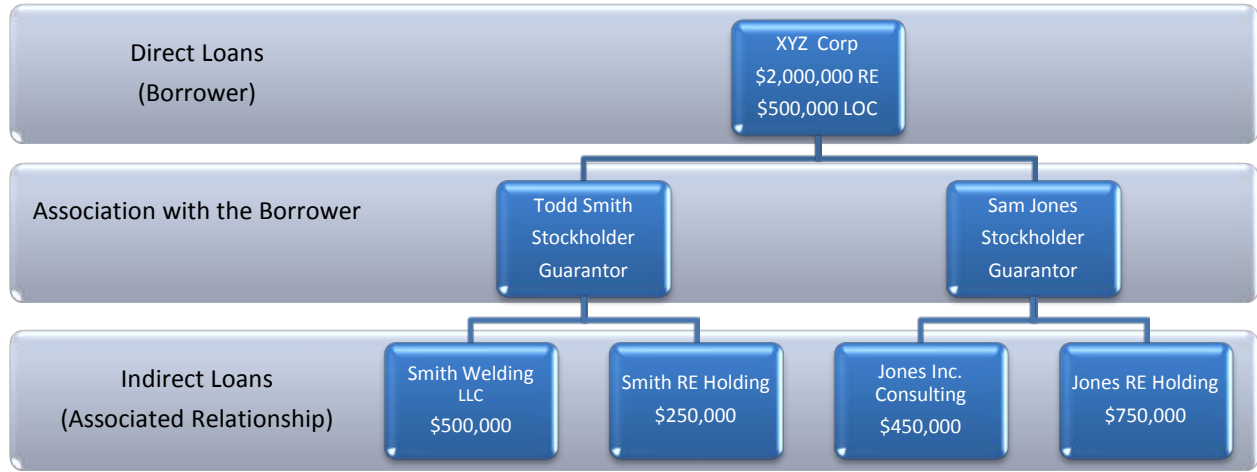 Direct Loans
(Borrower)
XYZ Corp
$2,000,000 RE
$500,000 LOC
Association with the Borrower
Todd Smith
Stockholder
Guarantor
Sam Jones
Stockholder
Guarantor
Indirect Loans
(Associated Relationship)
Smith Welding
LLC
$500,000
Smith RE Holding
$250,000
Jones Inc.
Consulting
$450,000
Jones RE Holding
$750,000